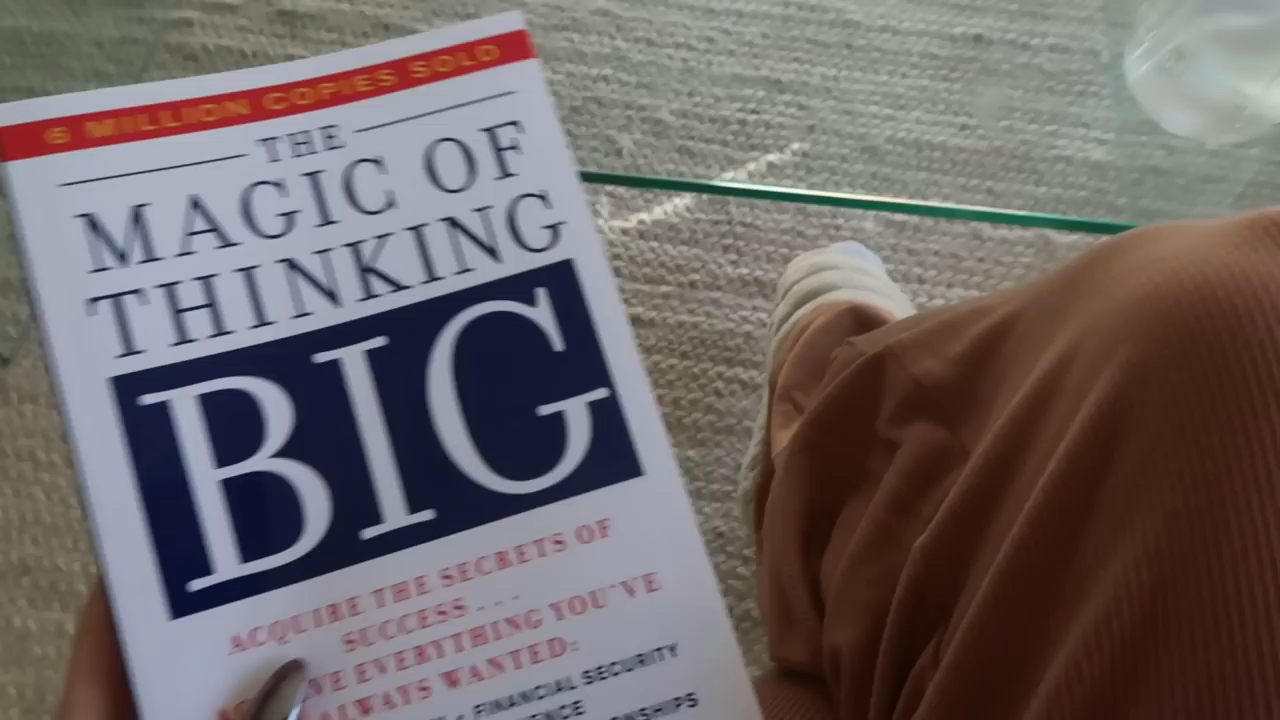 6 MILLION COPIES SOLD
THE
MAGIC OF
THINKING
BIG
ACQUIRE THE SECRETS OF
SUCCESS...
VE EVERYTHING YOU'VE
ALWAYS WANTED:
• FINANCIAL SECURITY